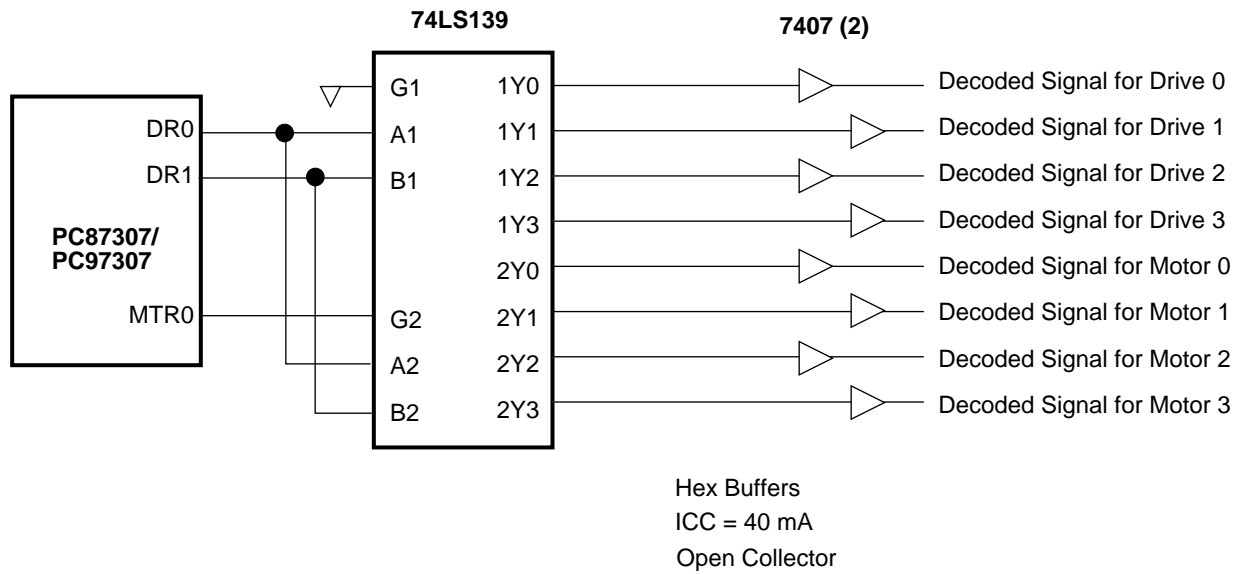 74LS139
7407 (2)
G1
1Y0
Decoded Signal for Drive 0
DR0
A1
1Y1
Decoded Signal for Drive 1
DR1
B1
1Y2
Decoded Signal for Drive 2
1Y3
Decoded Signal for Drive 3
PC87307/
PC97307
2Y0
Decoded Signal for Motor 0
MTR0
G2
2Y1
Decoded Signal for Motor 1
A2
2Y2
Decoded Signal for Motor 2
B2
2Y3
Decoded Signal for Motor 3
Hex Buffers
ICC = 40 mA
Open Collector